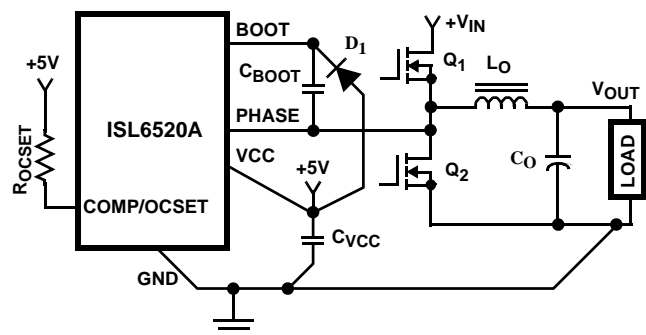 +VIN
BOOT
D1
+5V
CBOOT
Q1
LO
VOUT
ISL6520A
PHASE
ROCSET
VCC
+5V
Q2
CO
LOAD
COMP/OCSET
CVCC
GND